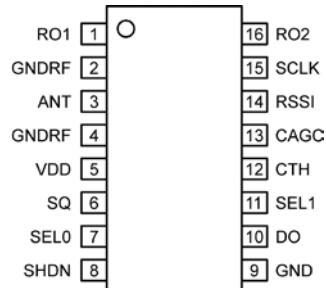 RO1 1 16 RO2
GNDRF 2 15 SCLK
ANT 3 14 RSSI
GNDRF 4 13 CAGC
VDD 5 12 CTH
SQ 6 11 SEL1
SEL0 7 10 DO
SHDN 8 9 GND